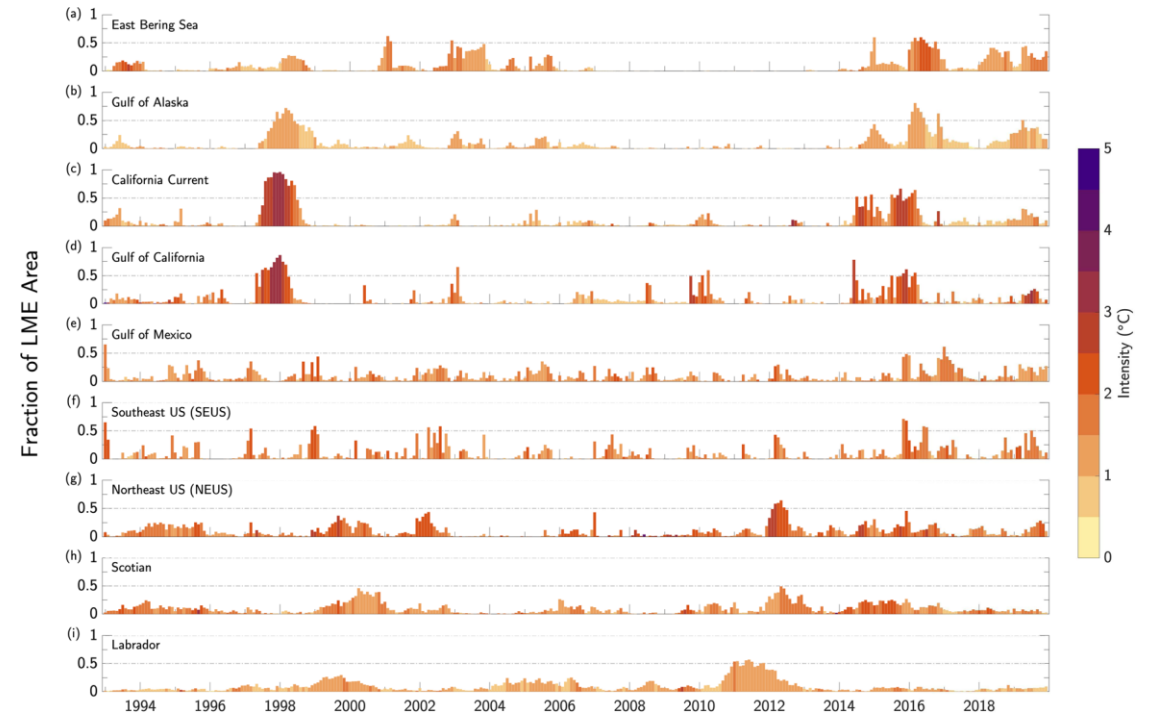 (a) 1
East Bering Sea
0.5
0
(b) 1
Gulf of Alaska
0.5
0
(c) 1
California Current
0.5
0
(d) 1
Gulf of California
0.5
0
(e) 1
Gulf of Mexico
0.5
0
(f) 1
Southeast US (SEUS)
0.5
0
(g) 1
Northeast US (NEUS)
0.5
0
(h) 1
Scotian
0.5
0
(i) 1
Labrador
0.5
0
1994 1996 1998 2000 2002 2004 2006 2008 2010 2012 2014 2016 2018
Fraction of LME Area
5
4
3
2
1
0
Intensity (°C)